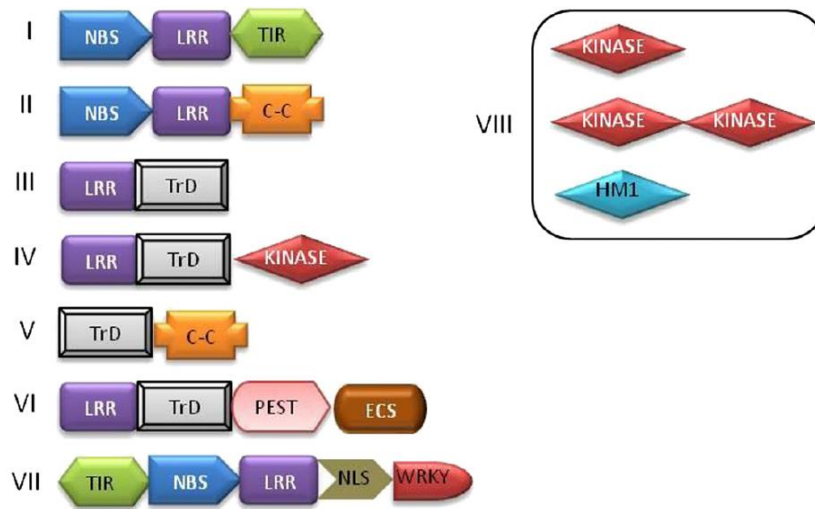 I NBS LRR TIR
II NBS LRR C-C
III LRR TrD
IV LRR TrD KINASE
V TrD C-C
VI LRR TrD PEST ECS
VII TIR NBS LRR NLS WRKY
VIII
KINASE
KINASE KINASE
HM1